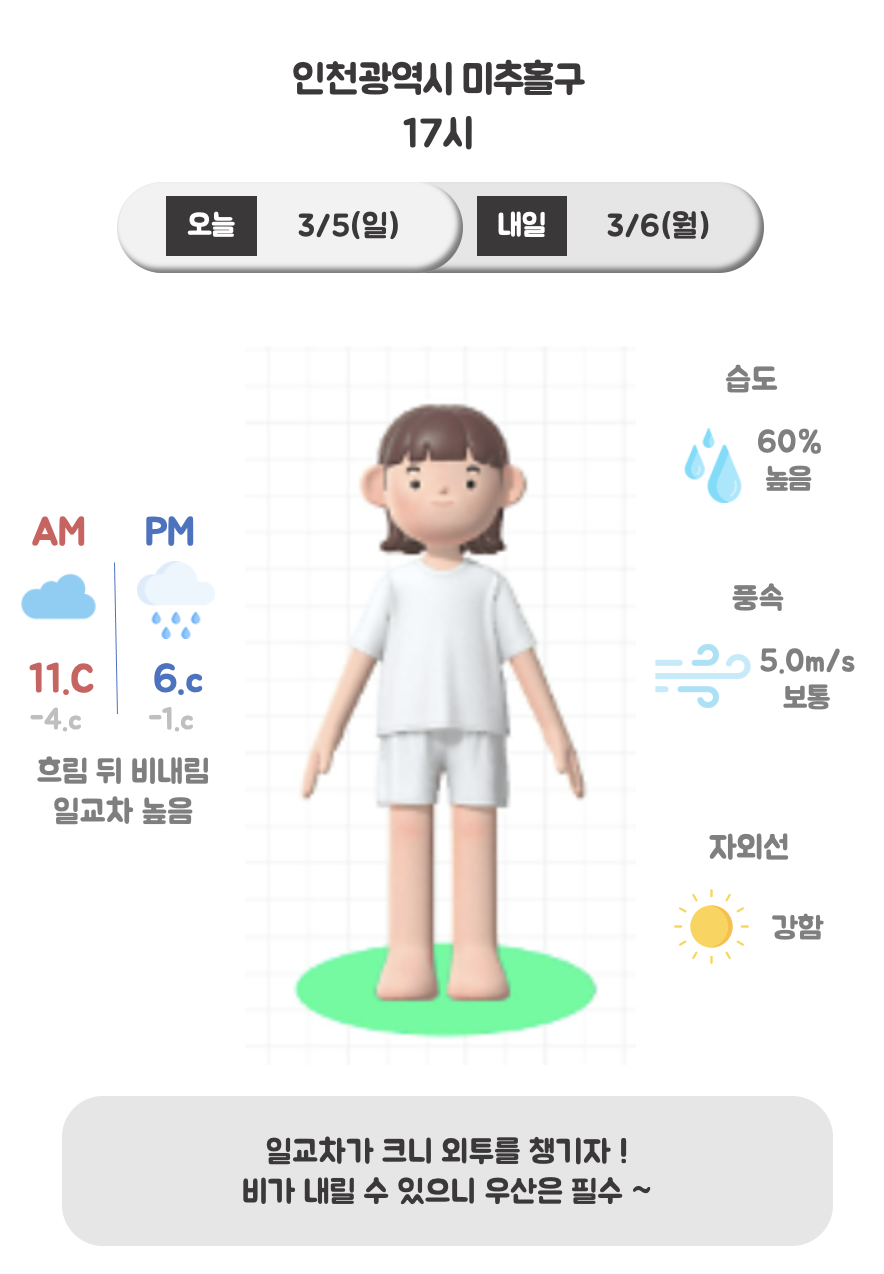 인천광역시 미추홀구
17시
오늘 3/5(일) 내일 3/6(월)
AM PM
11.C 6.c
-4.c -1.c
흐림 뒤 비내림
일교차 높음
습도
60%
높음
풍속
5.0m/s
보통
자외선
강함
일교차가 크니 외투를 챙기자 !
비가 내릴 수 있으니 우산은 필수 ~